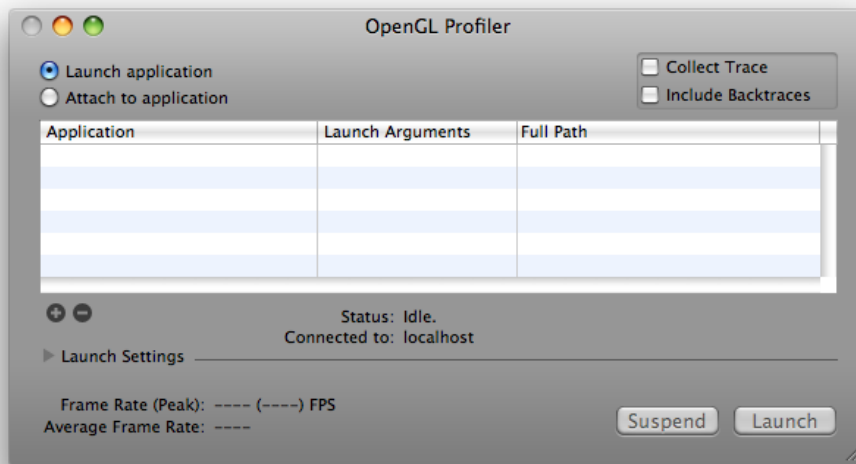 OpenGL Profiler
Launch application
Attach to application
Collect Trace
Include Backtraces
Application Launch Arguments Full Path
Status: Idle.
Connected to: localhost
Launch Settings
Frame Rate (Peak): ---- (----) FPS
Average Frame Rate: ----
Suspend Launch